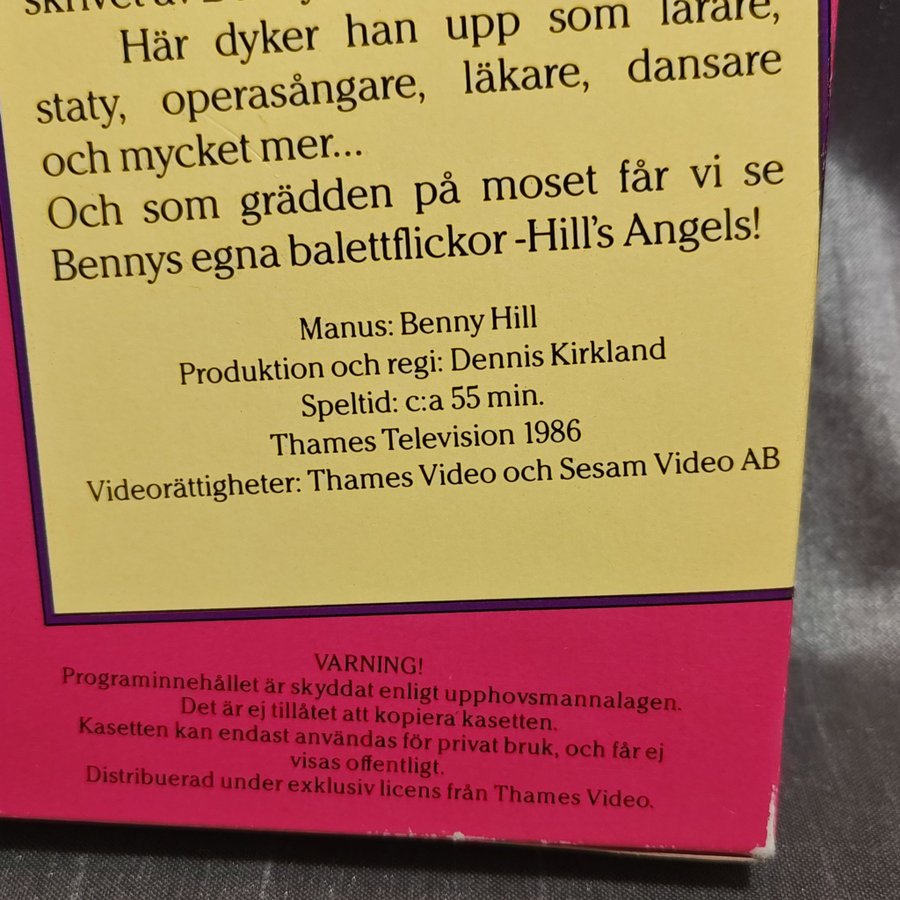 Här dyker han upp som lärare,
staty, operasångare, läkare, dansare
och mycket mer...
Och som grädden på moset får vi se
Bennys egna balettflickor -Hill's Angels!
Manus: Benny Hill
Produktion och regi: Dennis Kirkland
Speltid: c:a 55 min.
Thames Television 1986
Videorättigheter: Thames Video och Sesam Video AB
VARNING!
Programinnehållet är skyddat enligt upphovsmannalagen.
Det är ej tillåtet att kopiera kasetten.
Kasetten kan endast användas för privat bruk, och får ej
visas offentligt.
Distribuerad under exklusiv licens från Thames Video.